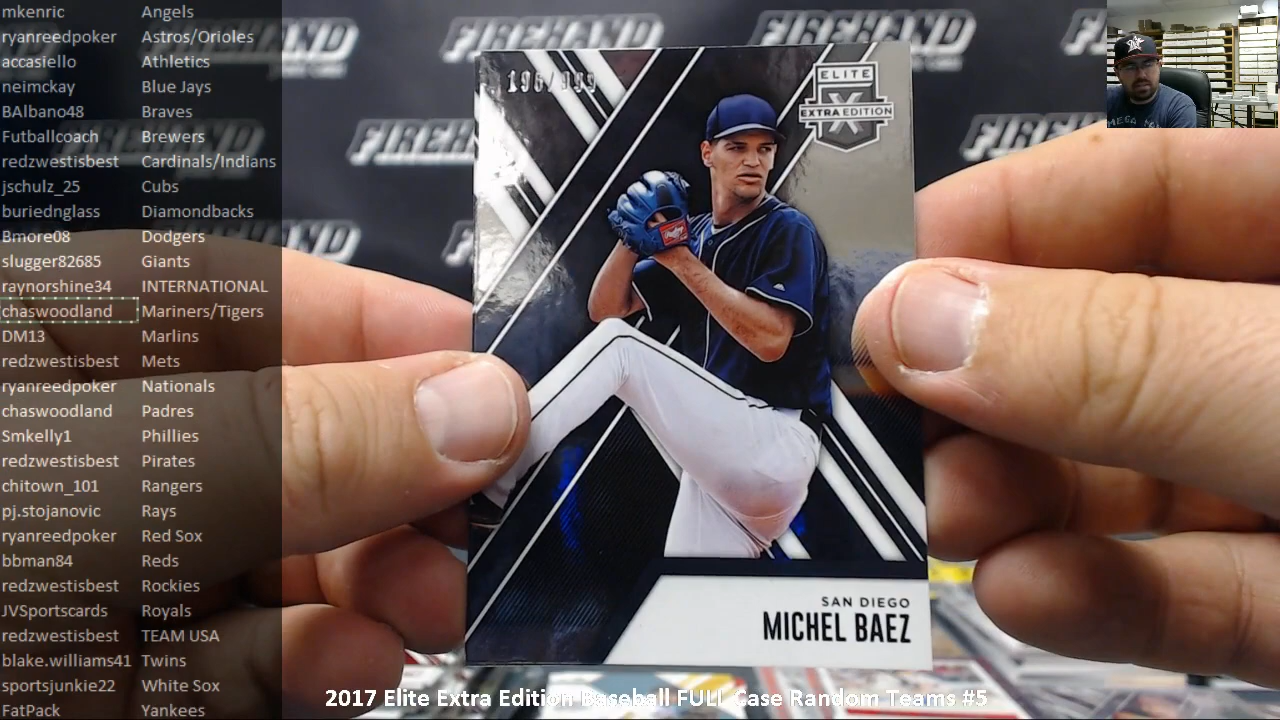 mkenric Angels
ryanreedpoker Astros/Orioles
accasiello Athletics
neimckay Blue Jays
BAlbano48 Braves
Futballcoach Brewers
redzwestisbest Cardinals/Indians
jschulz_25 Cubs
buriednglass Diamondbacks
Bmore08 Dodgers
slugger82685 Giants
raynorshine34 INTERNATIONAL
chaswoodland Mariners/Tigers
DM13 Marlins
redzwestisbest Mets
ryanreedpoker Nationals
chaswoodland Padres
Smkelly1 Phillies
redzwestisbest Pirates
chitown_101 Rangers
pj.stojanovic Rays
ryanreedpoker Red Sox
bbman84 Reds
redzwestisbest Rockies
JVSportscards Royals
redzwestisbest TEAM USA
blake.williams41 Twins
sportsjunkie22 White Sox
FatPack Yankees
FIREHAND
FIREHAND
FIREHAND
FIREHAND
ELITE
X
EXTRA EDITION
Rawlings
SAN DIEGO
MICHEL BAEZ
2017 Elite Extra Edition Baseball FULL Case Random Teams #5